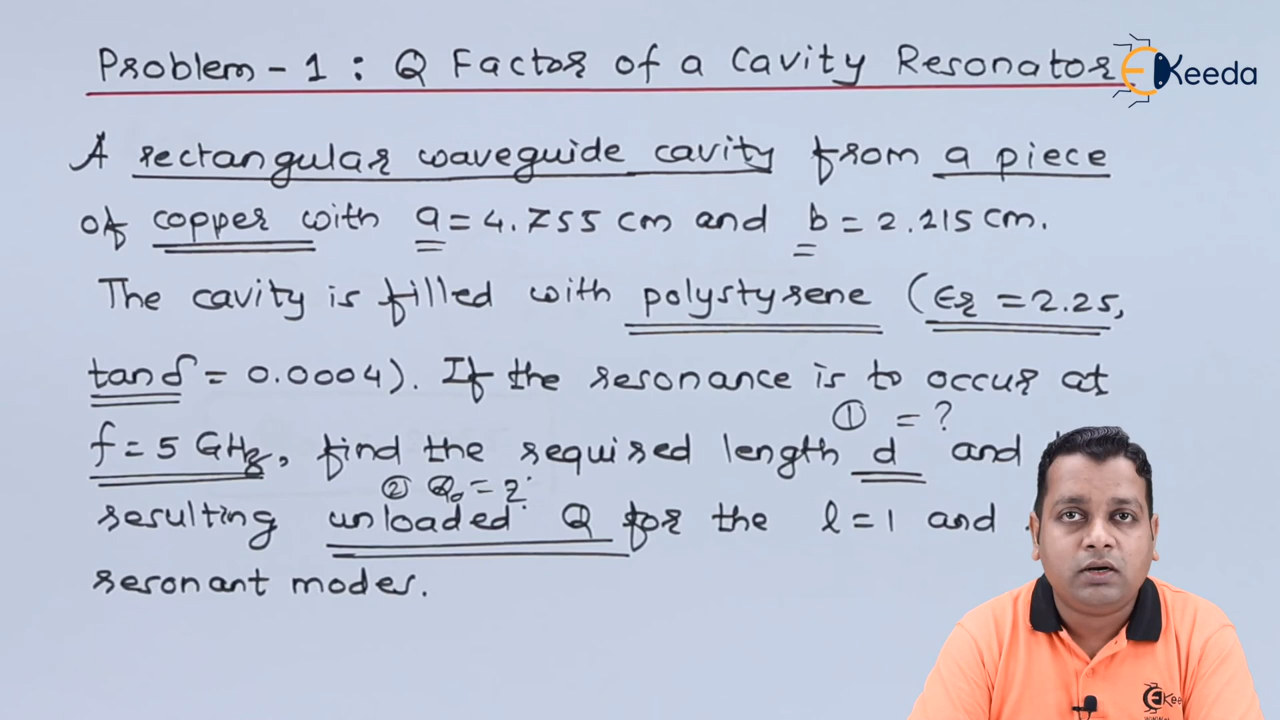 Problem - 1 : Q Factor of a Cavity Resonator
EKeeda
A rectangular waveguide cavity from a piece
of copper with a = 4.755 cm and b = 2.215 cm.
The cavity is filled with polystyrene (εr = 2.25,
tanδ = 0.0004). If the resonance is to occur at
① = ?
f = 5 GHz, find the required length d and
② Q₀ = ?
resulting unloaded Q for the l = 1 and
resonant modes.